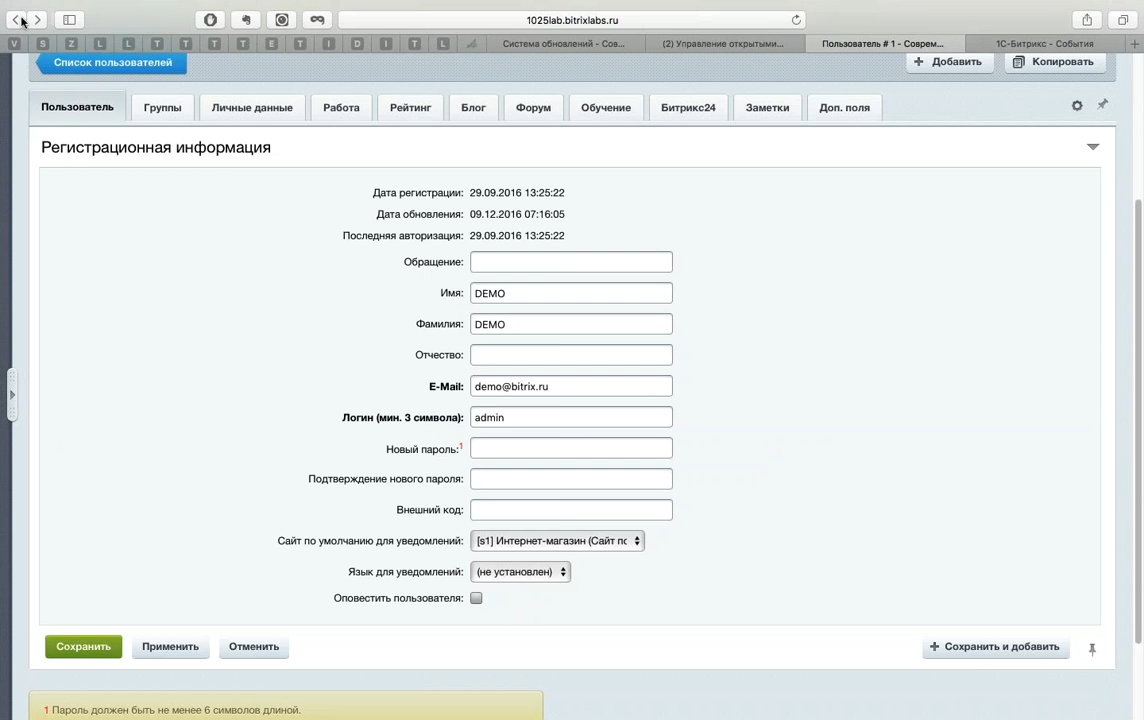 1025lab.bitrixlabs.ru
V S Z L L T T T T E T I D I T L
Система обновлений - Сов...
(2) Управление открытыми...
Пользователь # 1 - Соврем...
1С-Битрикс - События
Список пользователей
+ Добавить
Копировать
Пользователь
Группы
Личные данные
Работа
Рейтинг
Блог
Форум
Обучение
Битрикс24
Заметки
Доп. поля
Регистрационная информация
Дата регистрации: 29.09.2016 13:25:22
Дата обновления: 09.12.2016 07:16:05
Последняя авторизация: 29.09.2016 13:25:22
Обращение:
Имя: DEMO
Фамилия: DEMO
Отчество:
E-Mail: demo@bitrix.ru
Логин (мин. 3 символа): admin
Новый пароль:1
Подтверждение нового пароля:
Внешний код:
Сайт по умолчанию для уведомлений: [s1] Интернет-магазин (Сайт пс
Язык для уведомлений: (не установлен)
Оповестить пользователя:
Сохранить
Применить
Отменить
+ Сохранить и добавить
1 Пароль должен быть не менее 6 символов длиной.